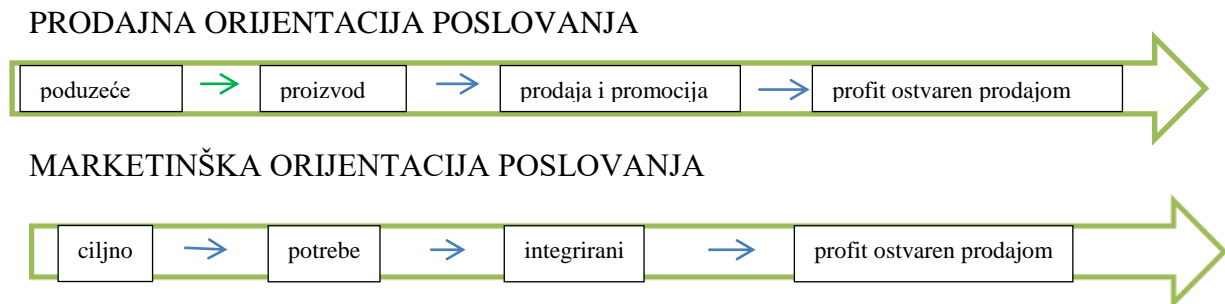 PRODAJNA ORIJENTACIJA POSLOVANJA
poduzeće proizvod prodaja i promocija profit ostvaren prodajom
MARKETINŠKA ORIJENTACIJA POSLOVANJA
ciljno potrebe integrirani profit ostvaren prodajom